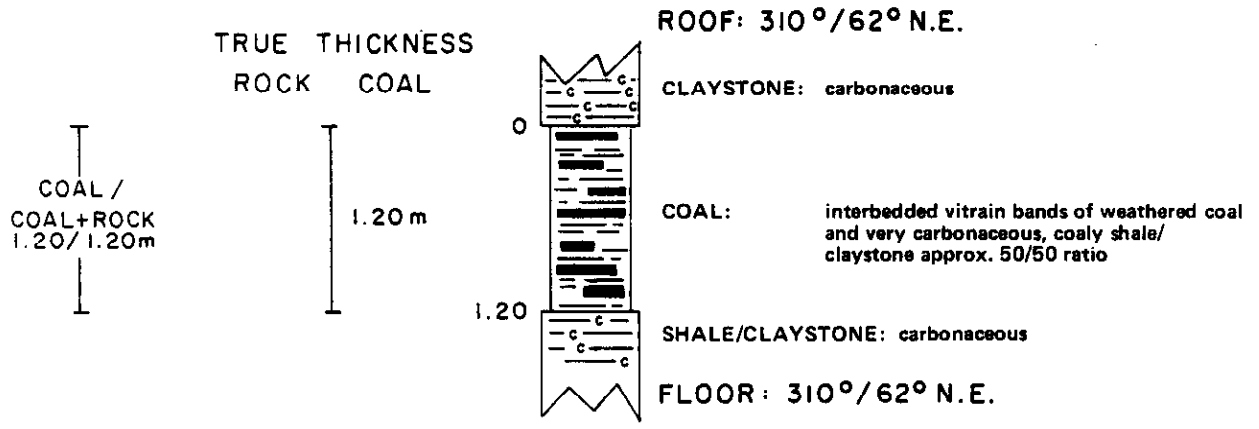 ROOF: 310°/62° N.E.
TRUE THICKNESS
ROCK COAL
CLAYSTONE: carbonaceous
C
C
C
C
C
0
COAL /
COAL+ROCK
1.20/1.20m
1.20 m
COAL: interbedded vitrain bands of weathered coal
and very carbonaceous, coaly shale/
claystone approx. 50/50 ratio
1.20
SHALE/CLAYSTONE: carbonaceous
C
C
C
C
FLOOR: 310°/62° N.E.